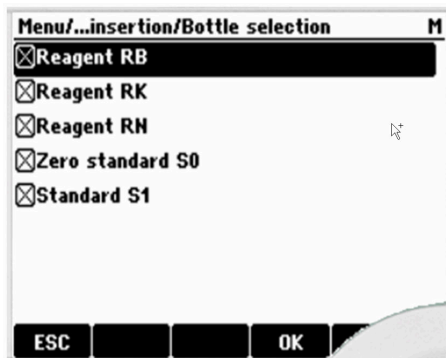 Menu/...insertion/Bottle selection M
Reagent RB
Reagent RK
Reagent RN
Zero standard S0
Standard S1
ESC OK